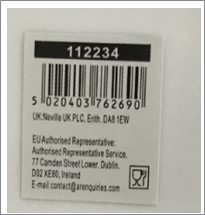 112234
5 020403 762690
UK:Neville UK PLC, Erith. DA8 1EW
EU Authorised Representative:
Authorised Representative Service,
77 Camden Street Lower. Dublin.
D02 XE80, Ireland
E-mail:contact@arenquiries.com